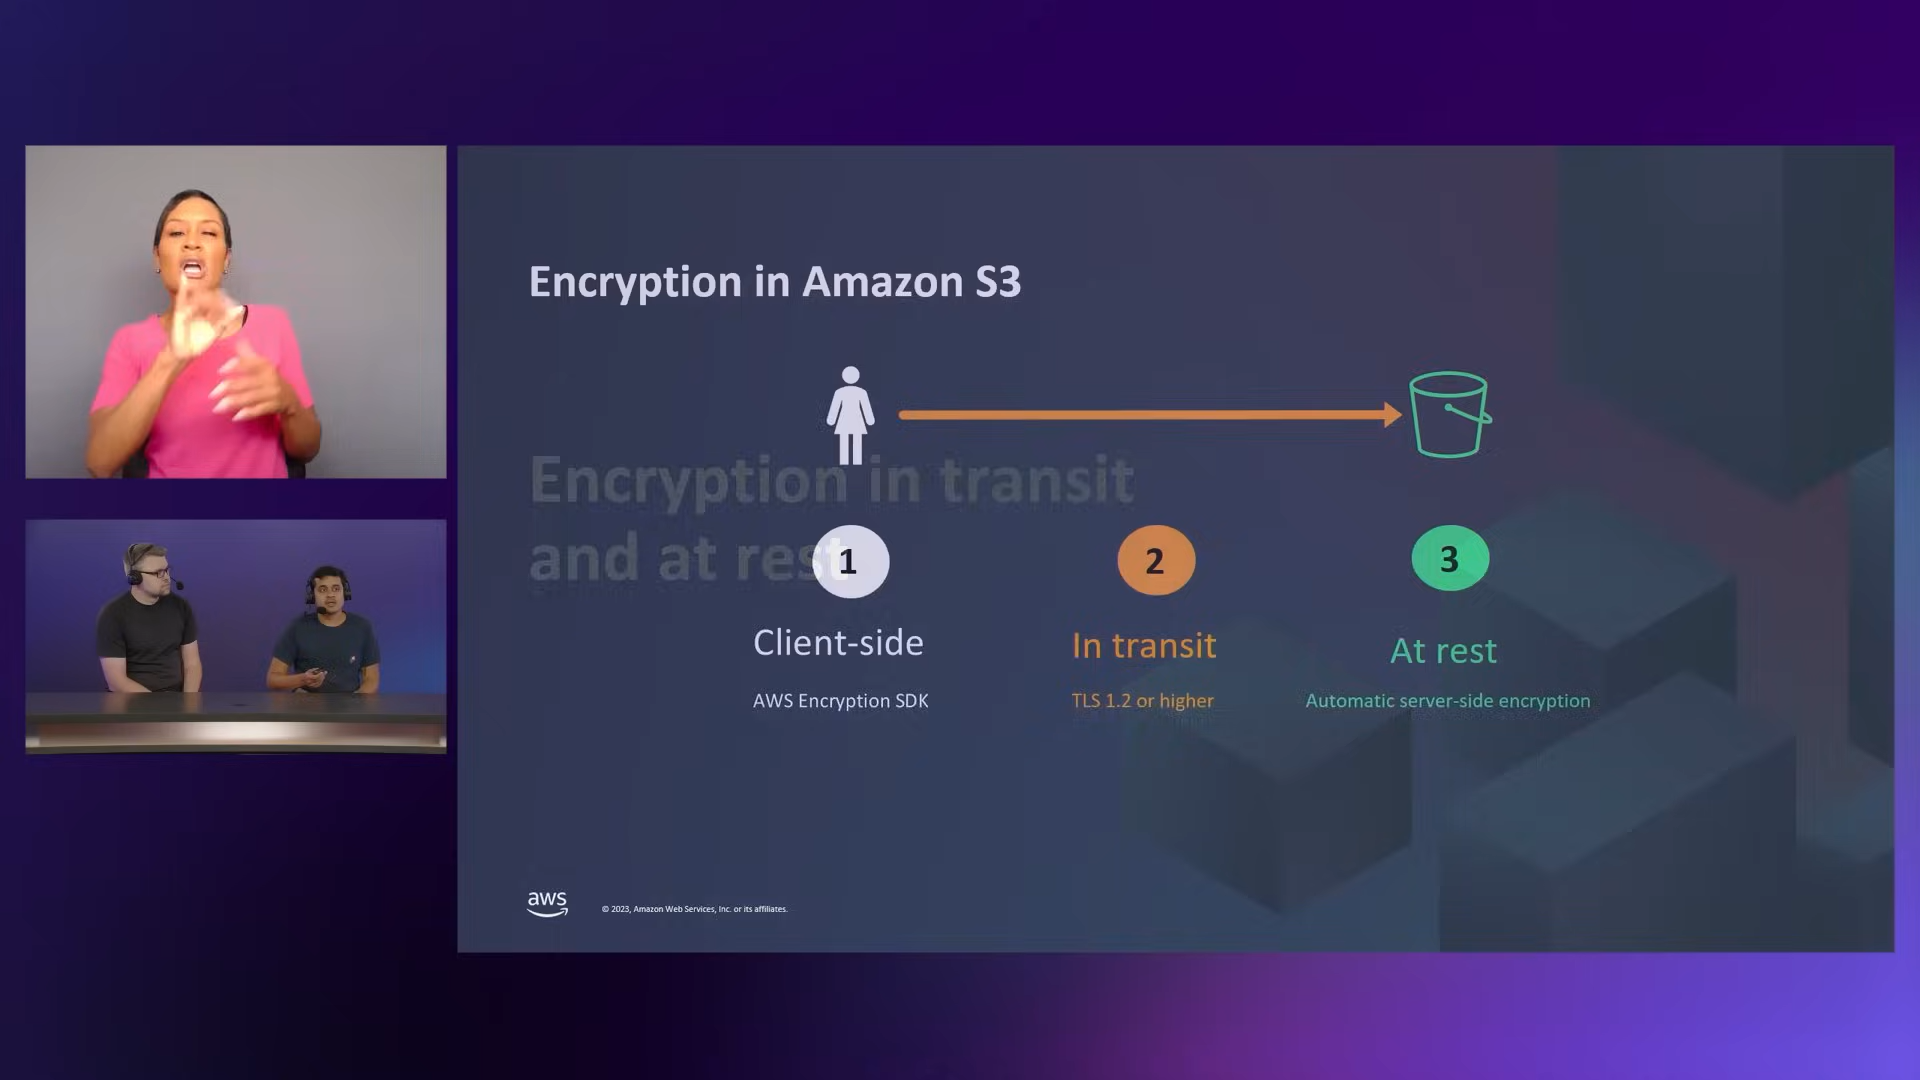 Encryption in Amazon S3
Encryption in transit
and at rest
1
2
3
Client-side
In transit
At rest
AWS Encryption SDK
TLS 1.2 or higher
Automatic server-side encryption
aws
© 2023, Amazon Web Services, Inc. or its affiliates.